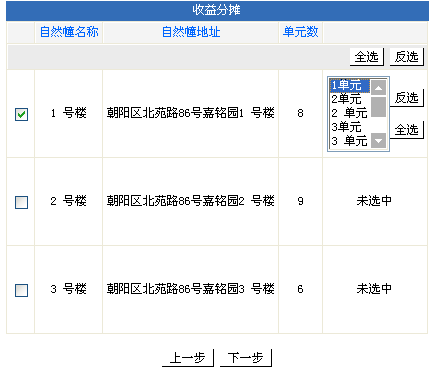 收益分摊
自然幢名称 自然幢地址 单元数
全选 反选
1 号楼 朝阳区北苑路86号嘉铭园1 号楼 8
1单元
2单元
2 单元
3单元
3 单元
反选
全选
2 号楼 朝阳区北苑路86号嘉铭园2 号楼 9 未选中
3 号楼 朝阳区北苑路86号嘉铭园3 号楼 6 未选中
上一步 下一步